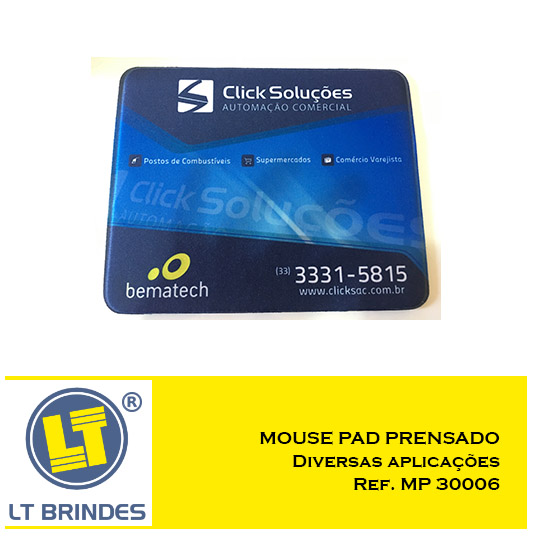 Click Soluções
AUTOMAÇÃO COMERCIAL
Postos de Combustíveis Supermercados Comércio Varejista
Click Soluções
AUTOMAÇÃO
bematech
(33) 3331-5815
www.clicksac.com.br
LT ®
LT BRINDES
MOUSE PAD PRENSADO
Diversas aplicações
Ref. MP 30006